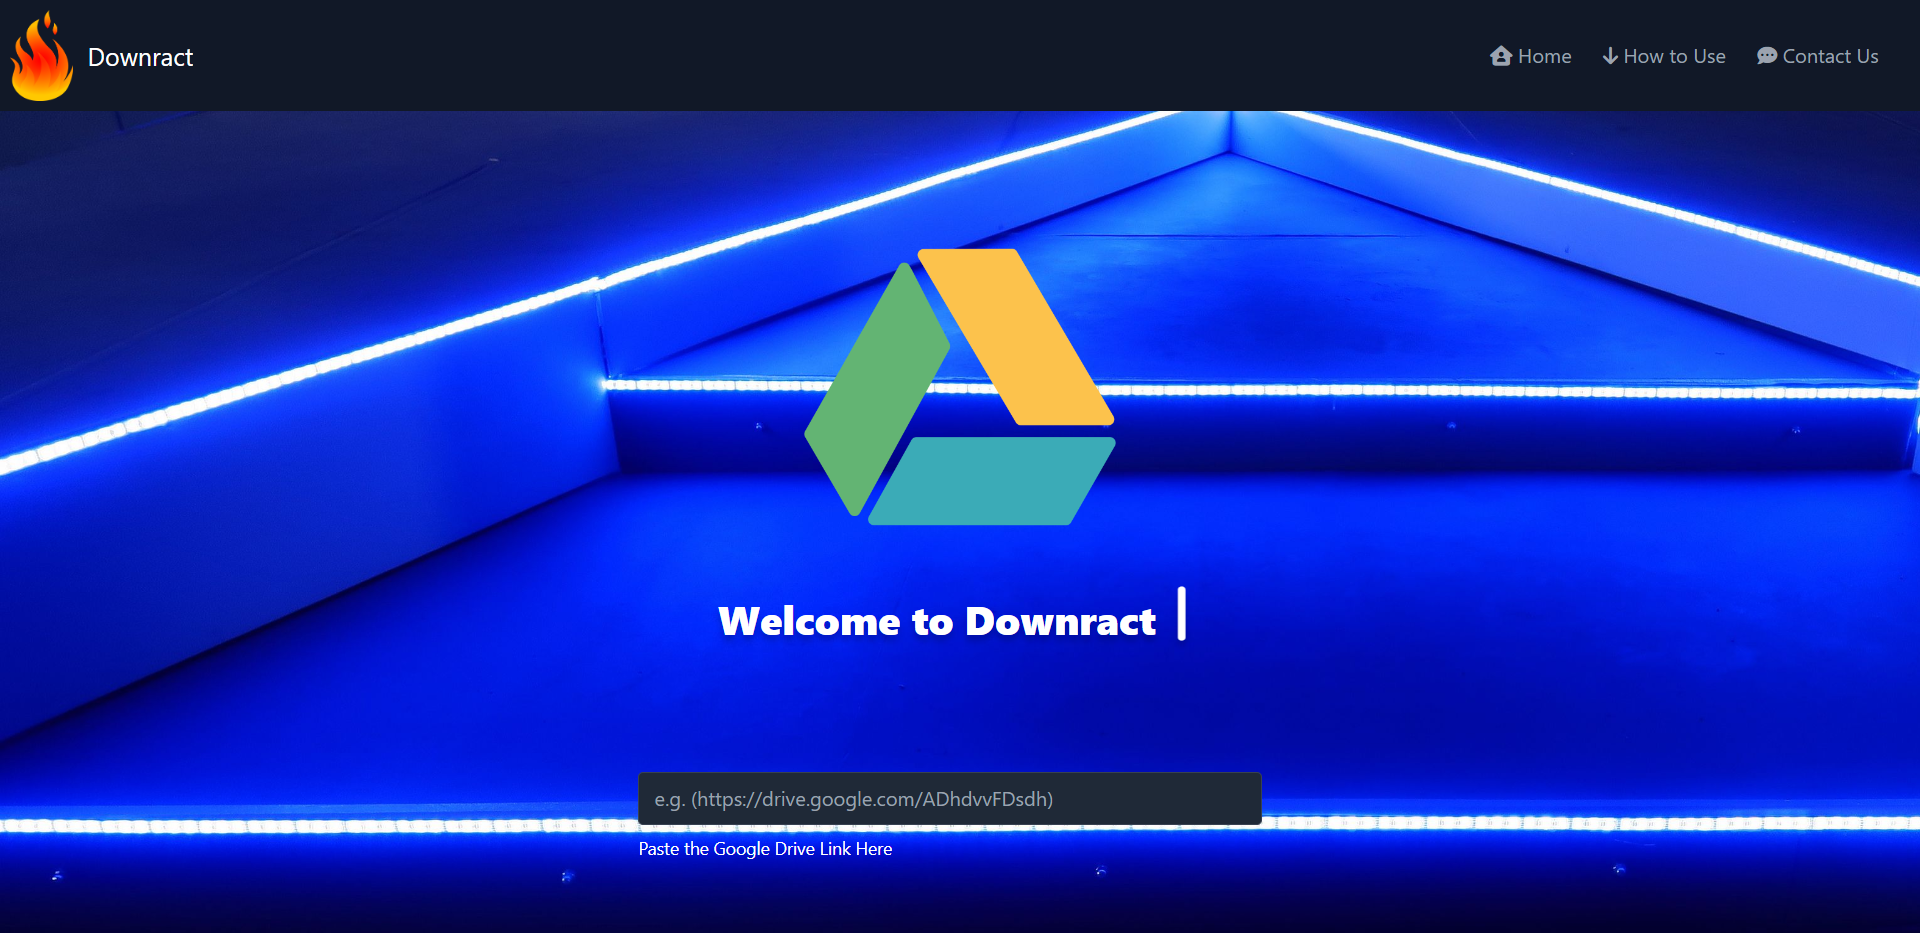 Downract
Home
How to Use
Contact Us
Welcome to Downract
e.g. (https://drive.google.com/ADhdvvFDsdh)
Paste the Google Drive Link Here